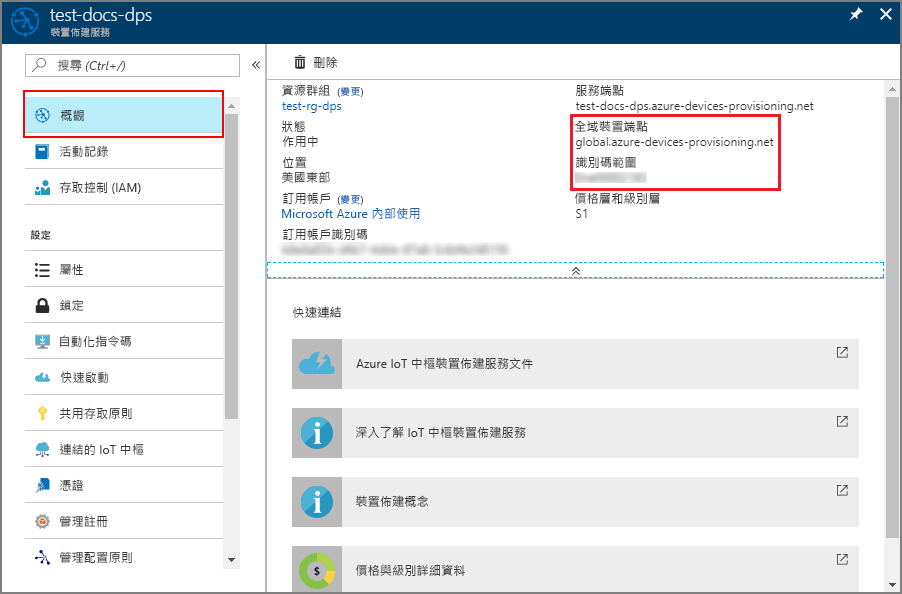 test-docs-dps
裝置佈建服務
搜尋 (Ctrl+/)
概觀
活動記錄
存取控制 (IAM)
設定
屬性
鎖定
自動化指令碼
快速啟動
共用存取原則
連結的 IoT 中樞
憑證
管理註冊
管理配置原則
刪除
資源群組 (變更)
test-rg-dps
狀態
作用中
位置
美國東部
訂用帳戶 (變更)
Microsoft Azure 內部使用
訂用帳戶識別碼
服務端點
test-docs-dps.azure-devices-provisioning.net
全域裝置端點
global.azure-devices-provisioning.net
識別碼範圍
價格層和級別層
S1
快速連結
Azure IoT 中樞裝置佈建服務文件
深入了解 IoT 中樞裝置佈建服務
裝置佈建概念
價格與級別詳細資料